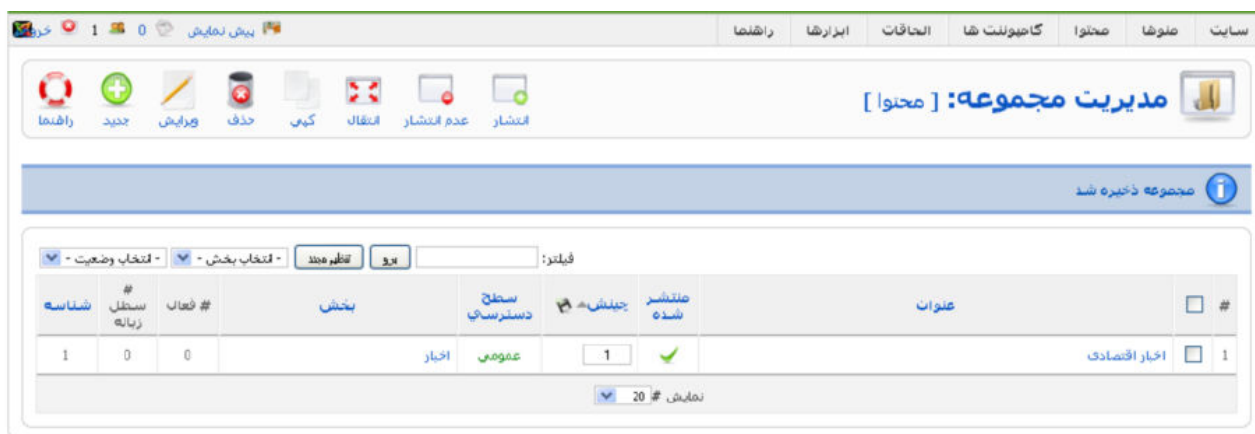 سایت منوها محتوا کامپوننت ها الحاقات ابزارها راهنما پیش نمایش 0 1 خروج
مدیریت مجموعه: [ محتوا ]
انتشار عدم انتشار انتقال کپی حذف ویرایش جدید راهنما
مجموعه ذخیره شد
فیلتر: برو تنظیم مجدد - انتخاب بخش - - انتخاب وضعیت -
# عنوان منتشر شده چینش سطح دسترسی بخش # فعال # سطل زباله شناسه
1 اخبار اقتصادی 1 عمومی اخبار 0 0 1
نمایش # 20